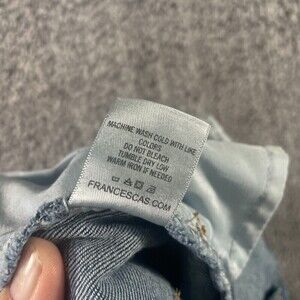 MACHINE WASH COLD WITH LIKE
COLORS
DO NOT BLEACH
TUMBLE DRY LOW
WARM IRON IF NEEDED
FRANCESCAS.COM